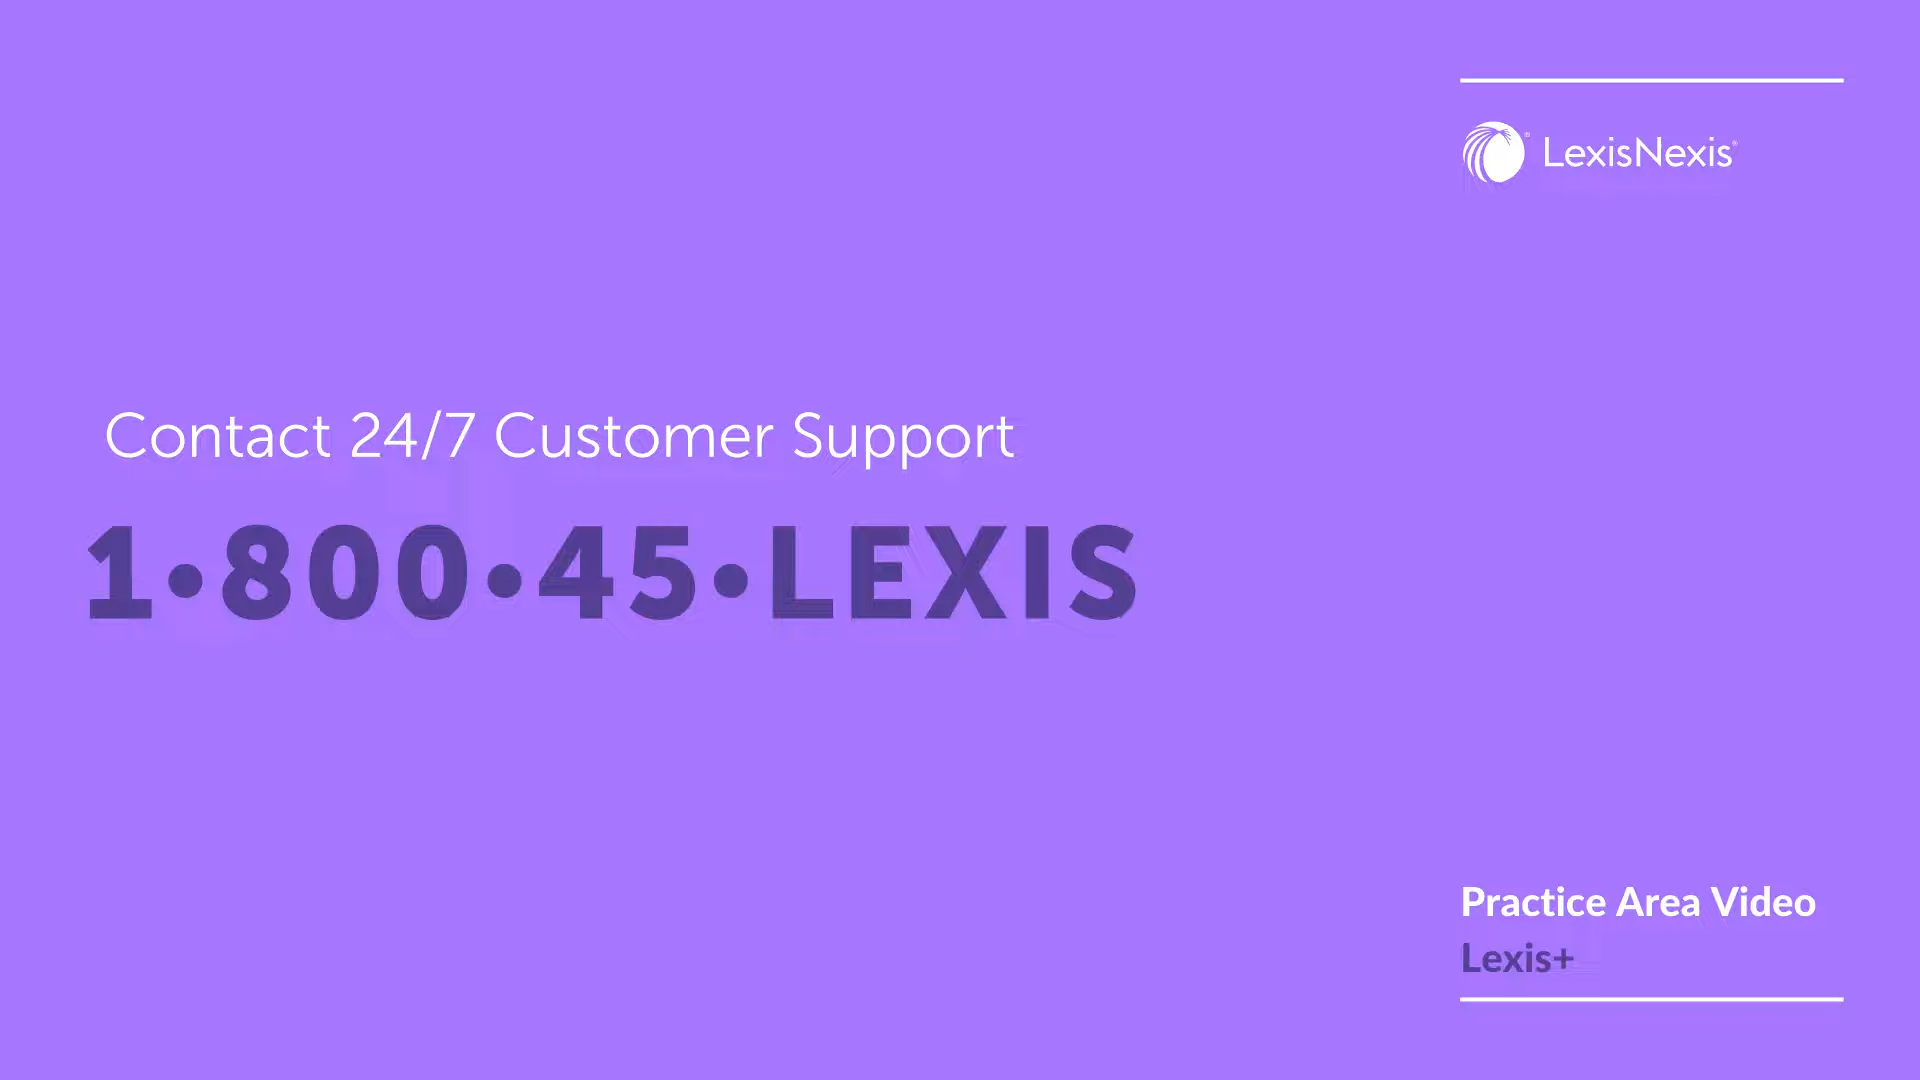 LexisNexis®
Contact 24/7 Customer Support
1•800•45•LEXIS
Practice Area Video
Lexis+